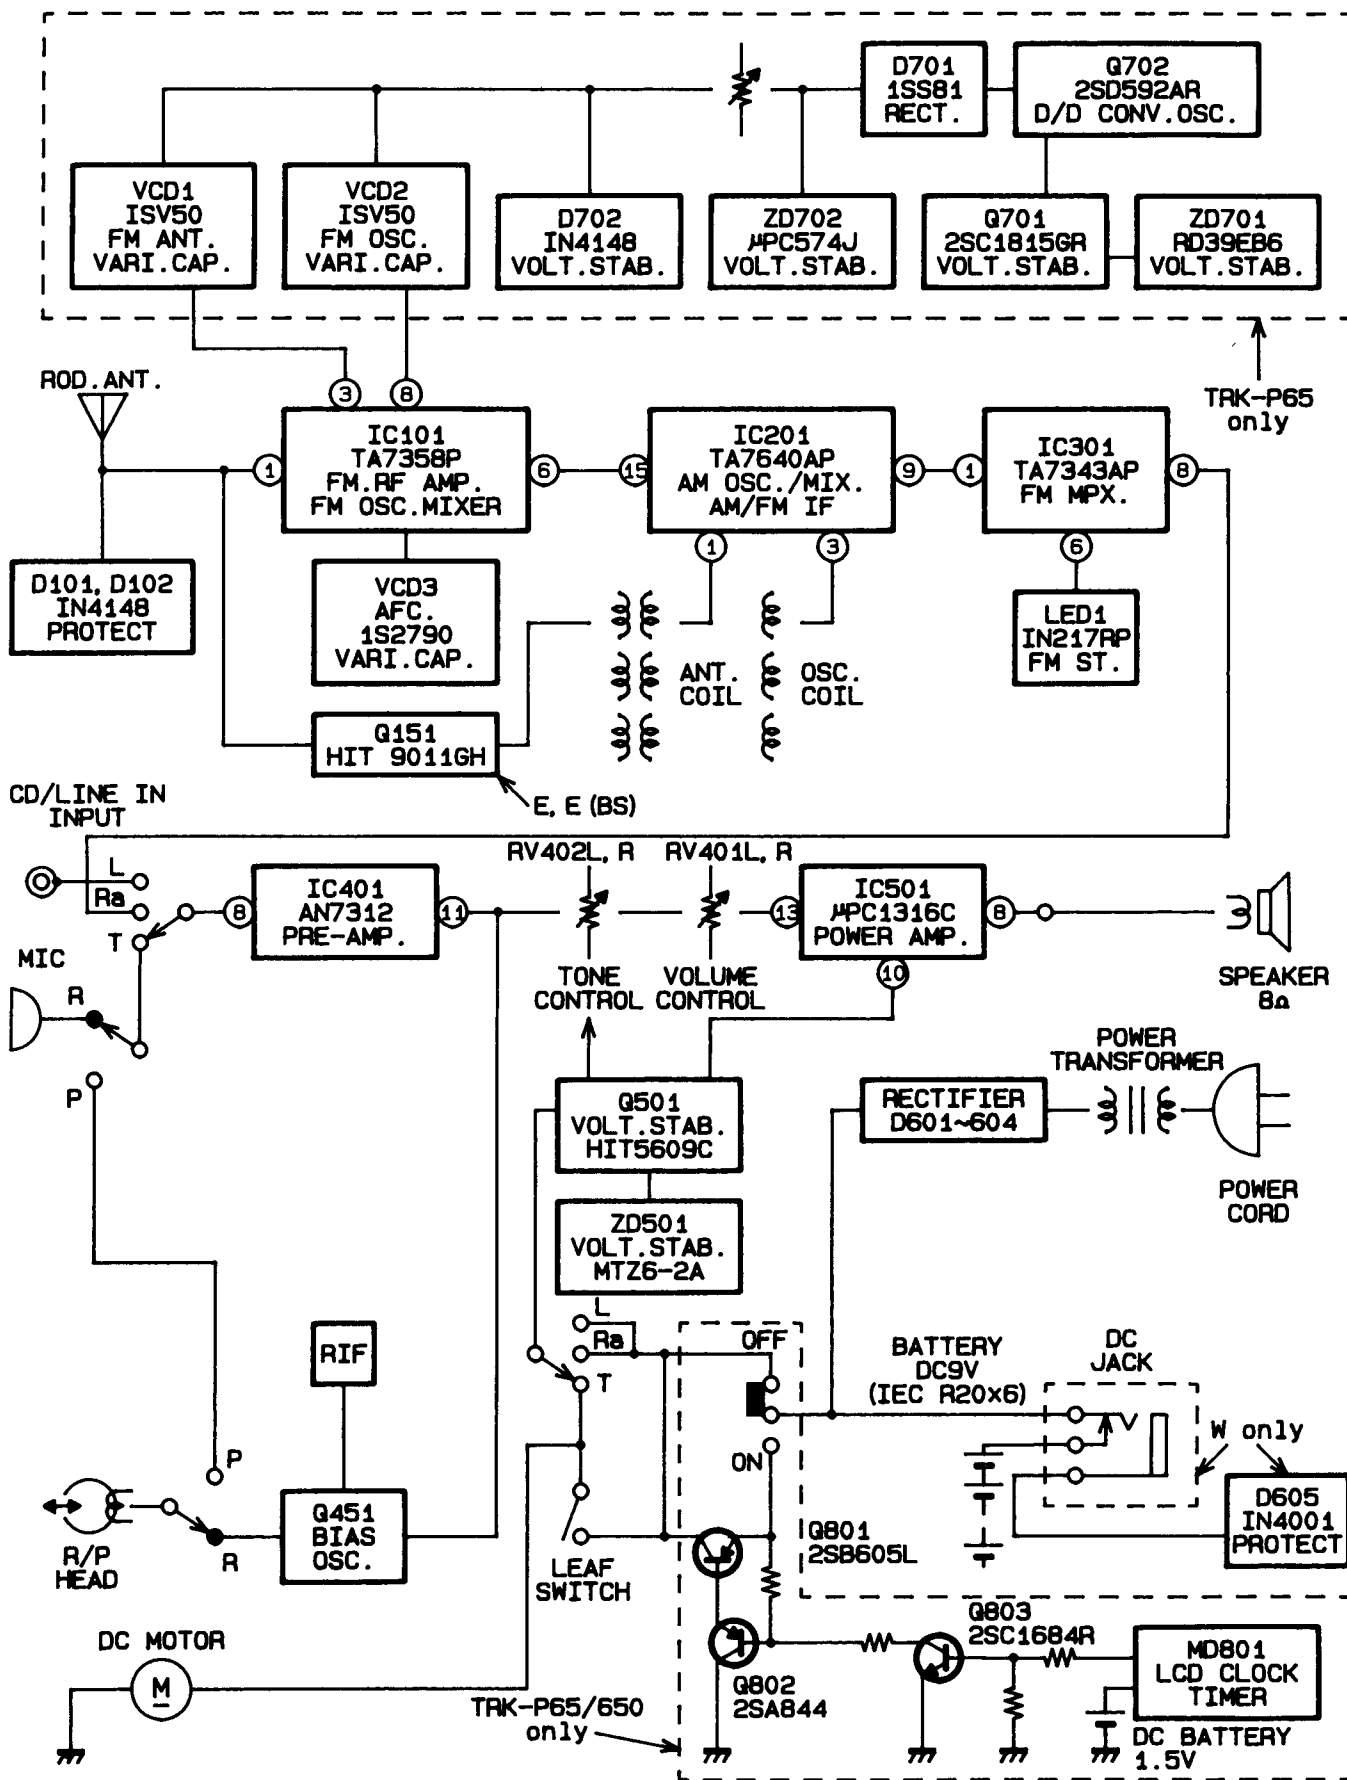 D701
1SS81
RECT.
Q702
2SD592AR
D/D CONV.OSC.
VCD1
ISV50
FM ANT.
VARI.CAP.
VCD2
ISV50
FM OSC.
VARI.CAP.
D702
IN4148
VOLT.STAB.
ZD702
µPC574J
VOLT.STAB.
Q701
2SC1815GR
VOLT.STAB.
ZD701
RD39EB6
VOLT.STAB.
TRK-P65
only
ROD.ANT.
3
8
1
IC101
TA7358P
FM.RF AMP.
FM OSC.MIXER
6
15
IC201
TA7640AP
AM OSC./MIX.
AM/FM IF
9
1
IC301
TA7343AP
FM MPX.
8
1
3
6
D101, D102
IN4148
PROTECT
VCD3
AFC.
1S2790
VARI.CAP.
ANT.
COIL
OSC.
COIL
LED1
IN217RP
FM ST.
Q151
HIT 9011GH
E, E (BS)
CD/LINE IN
INPUT
L
Ra
T
8
IC401
AN7312
PRE-AMP.
11
RV402L, R
RV401L, R
TONE
CONTROL
VOLUME
CONTROL
13
IC501
µPC1316C
POWER AMP.
8
10
SPEAKER
8Ω
MIC
R
P
Q501
VOLT.STAB.
HIT5609C
ZD501
VOLT.STAB.
MTZ6-2A
RECTIFIER
D601~604
POWER
TRANSFORMER
POWER
CORD
L
Ra
T
OFF
ON
BATTERY
DC9V
(IEC R20×6)
DC
JACK
W only
D605
IN4001
PROTECT
RIF
P
R
R/P
HEAD
Q451
BIAS
OSC.
LEAF
SWITCH
Q801
2SB605L
DC MOTOR
M
Q802
2SA844
Q803
2SC1684R
MD801
LCD CLOCK
TIMER
DC BATTERY
1.5V
TRK-P65/650
only